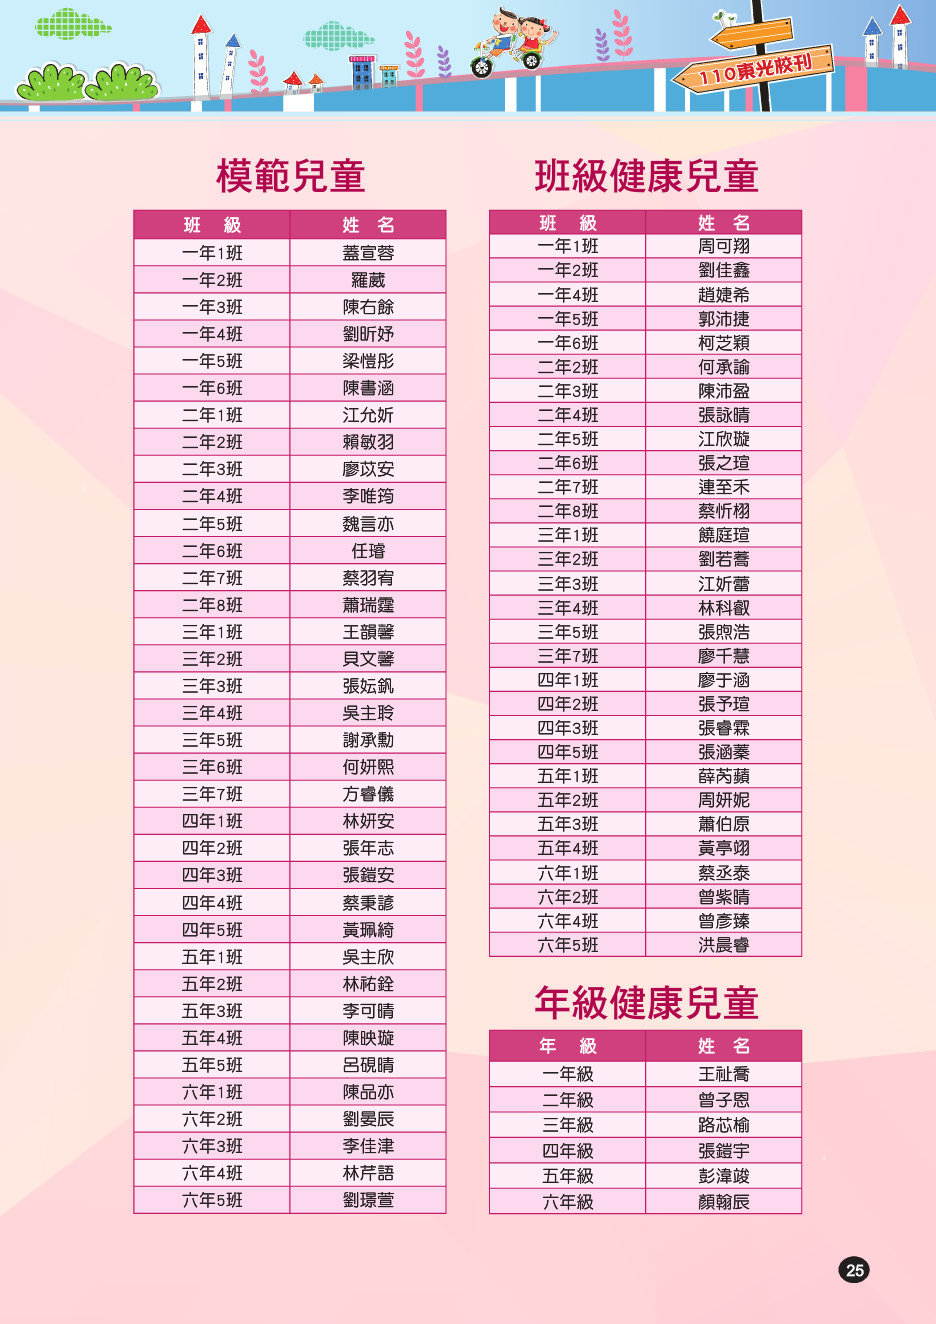 110東光校刊
模範兒童
班 級 姓 名
一年1班 蓋宣蓉
一年2班 羅葳
一年3班 陳右餘
一年4班 劉昕妤
一年5班 梁愷彤
一年6班 陳書涵
二年1班 江允妡
二年2班 賴敏羽
二年3班 廖苡安
二年4班 李唯筠
二年5班 魏言亦
二年6班 任璿
二年7班 蔡羽宥
二年8班 蕭瑞霆
三年1班 王韻馨
三年2班 貝文馨
三年3班 張妘釩
三年4班 吳主聆
三年5班 謝承勳
三年6班 何妍熙
三年7班 方睿儀
四年1班 林妍安
四年2班 張年志
四年3班 張鎧安
四年4班 蔡秉諺
四年5班 黃珮綺
五年1班 吳主欣
五年2班 林祐銓
五年3班 李可晴
五年4班 陳映璇
五年5班 呂硯晴
六年1班 陳品亦
六年2班 劉晏辰
六年3班 李佳津
六年4班 林芹語
六年5班 劉璟萱
班級健康兒童
班 級 姓 名
一年1班 周可翔
一年2班 劉佳鑫
一年4班 趙婕希
一年5班 郭沛捷
一年6班 柯芝穎
二年2班 何承諭
二年3班 陳沛盈
二年4班 張詠晴
二年5班 江欣璇
二年6班 張之瑄
二年7班 連至禾
二年8班 蔡忻栩
三年1班 饒庭瑄
三年2班 劉若蕎
三年3班 江妡蕾
三年4班 林科叡
三年5班 張煦浩
三年7班 廖千慧
四年1班 廖于涵
四年2班 張予瑄
四年3班 張睿霖
四年5班 張涵蓁
五年1班 薛芮蘋
五年2班 周妍妮
五年3班 蕭伯原
五年4班 黃亭翊
六年1班 蔡丞泰
六年2班 曾紫晴
六年4班 曾彥臻
六年5班 洪晨睿
年級健康兒童
年 級 姓 名
一年級 王祉喬
二年級 曾子恩
三年級 路芯榆
四年級 張鎧宇
五年級 彭湋竣
六年級 顏翰辰
25